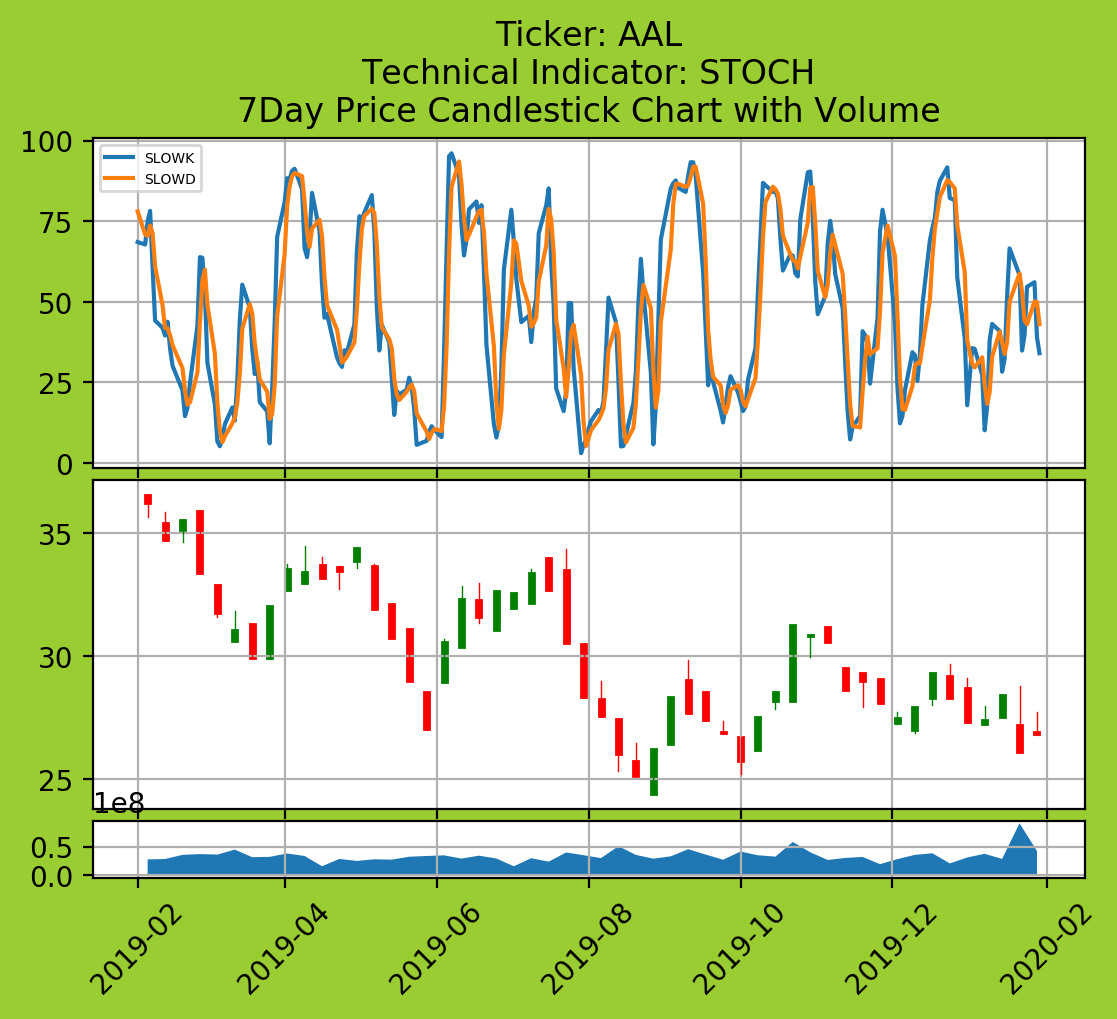 Ticker: AAL
Technical Indicator: STOCH
7Day Price Candlestick Chart with Volume
100
75
50
25
0
SLOWK
SLOWD
35
30
25
1e8
0.5
0.0
2019-02
2019-04
2019-06
2019-08
2019-10
2019-12
2020-02